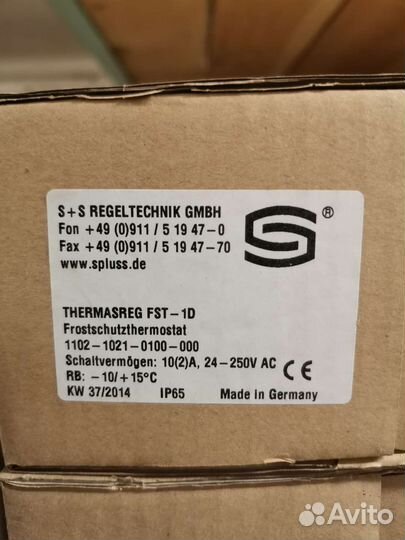 S+S REGELTECHNIK GMBH
Fon +49 (0)911 / 5 19 47-0
Fax +49 (0)911 / 5 19 47-70
www.spluss.de
S ®
THERMASREG FST-1D
Frostschutzthermostat
1102-1021-0100-000
Schaltvermögen: 10(2)A, 24-250V AC
RB: -10/+15°C
CE
KW 37/2014 IP65 Made in Germany
Avito